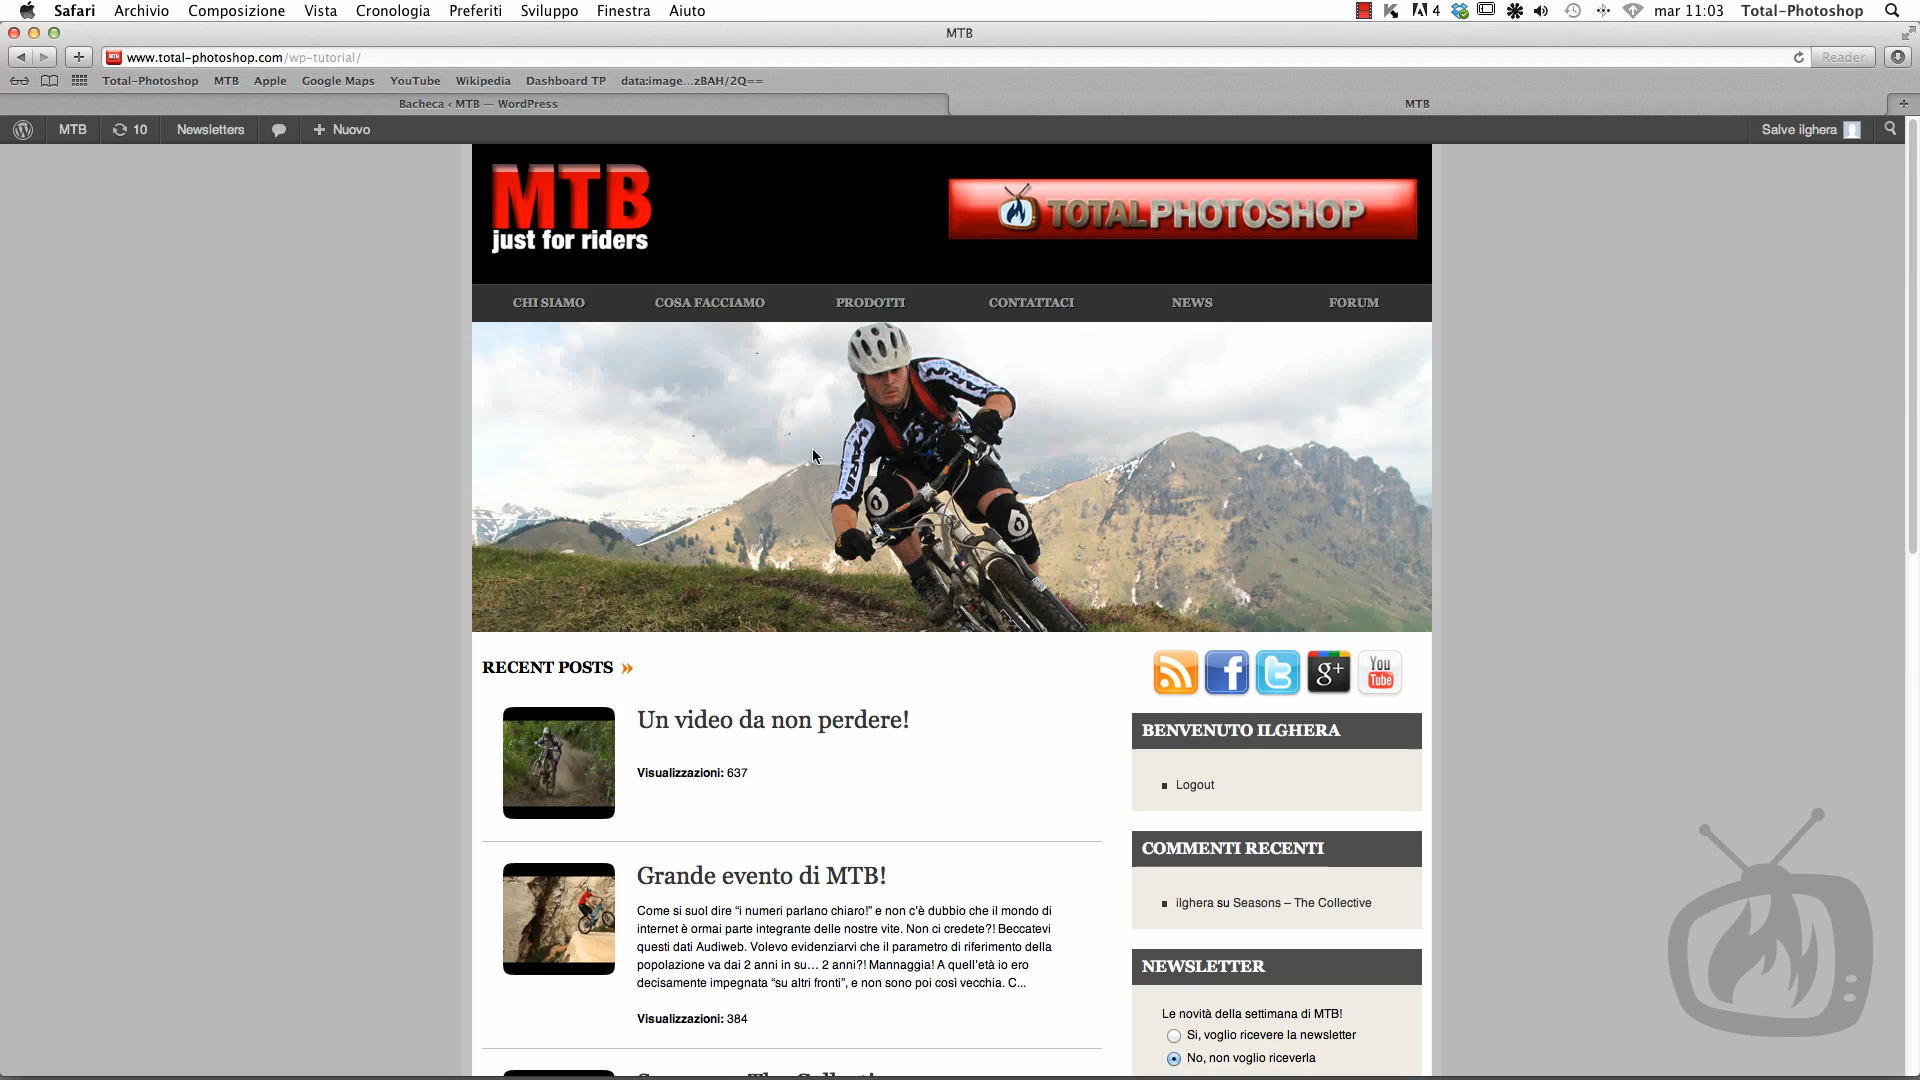 Safari Archivio Composizione Vista Cronologia Preferiti Sviluppo Finestra Aiuto 4 mar 11:03 Total-Photoshop
MTB
www.total-photoshop.com/wp-tutorial/ Reader
Total-Photoshop MTB Apple Google Maps YouTube Wikipedia Dashboard TP data:image...zBAH/2Q==
Bacheca ‹ MTB — WordPress MTB
MTB 10 Newsletters + Nuovo Salve ilghera
MTB
just for riders
TOTALPHOTOSHOP
CHI SIAMO COSA FACCIAMO PRODOTTI CONTATTACI NEWS FORUM
RECENT POSTS »
g+ You
Tube
Un video da non perdere!
Visualizzazioni: 637
Grande evento di MTB!
Come si suol dire “i numeri parlano chiaro!” e non c'è dubbio che il mondo di
internet è ormai parte integrante delle nostre vite. Non ci credete?! Beccatevi
questi dati Audiweb. Volevo evidenziarvi che il parametro di riferimento della
popolazione va dai 2 anni in su… 2 anni?! Mannaggia! A quell'età io ero
decisamente impegnata “su altri fronti”, e non sono poi così vecchia. C...
Visualizzazioni: 384
BENVENUTO ILGHERA
Logout
COMMENTI RECENTI
ilghera su Seasons – The Collective
NEWSLETTER
Le novità della settimana di MTB!
Si, voglio ricevere la newsletter
No, non voglio riceverla